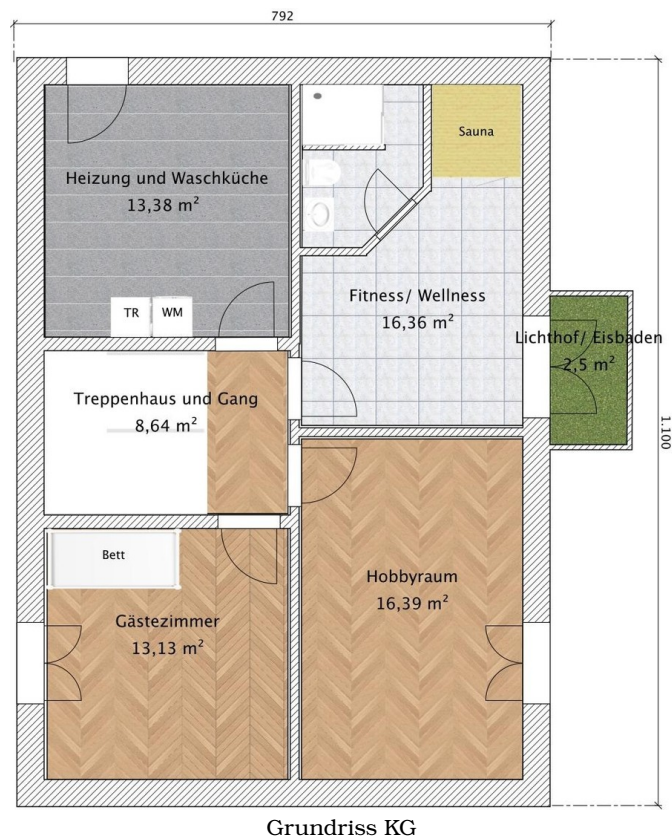 792
Sauna
Heizung und Waschküche
13,38 m²
TR WM
Fitness/ Wellness
16,36 m²
Lichthof/ Eisbaden
2,5 m²
Treppenhaus und Gang
8,64 m²
1.100
Bett
Hobbyraum
16,39 m²
Gästezimmer
13,13 m²
Grundriss KG